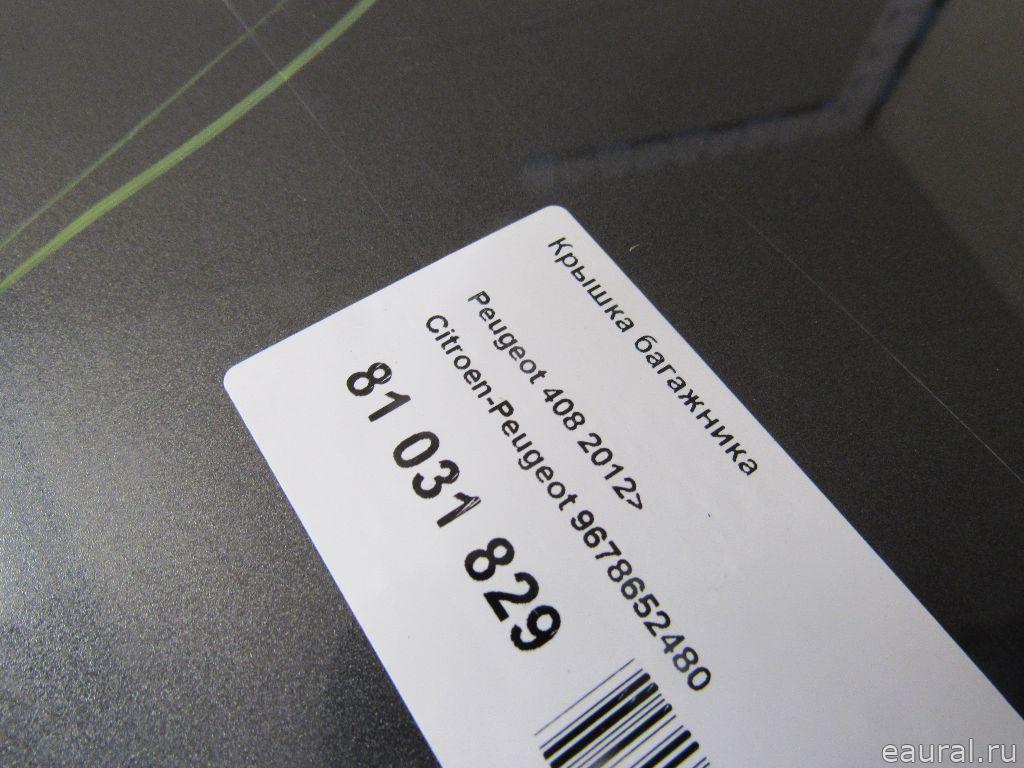 Крышка багажника
Peugeot 408 2012>
Citroen-Peugeot 9678652480
81 031 829
eaural.ru